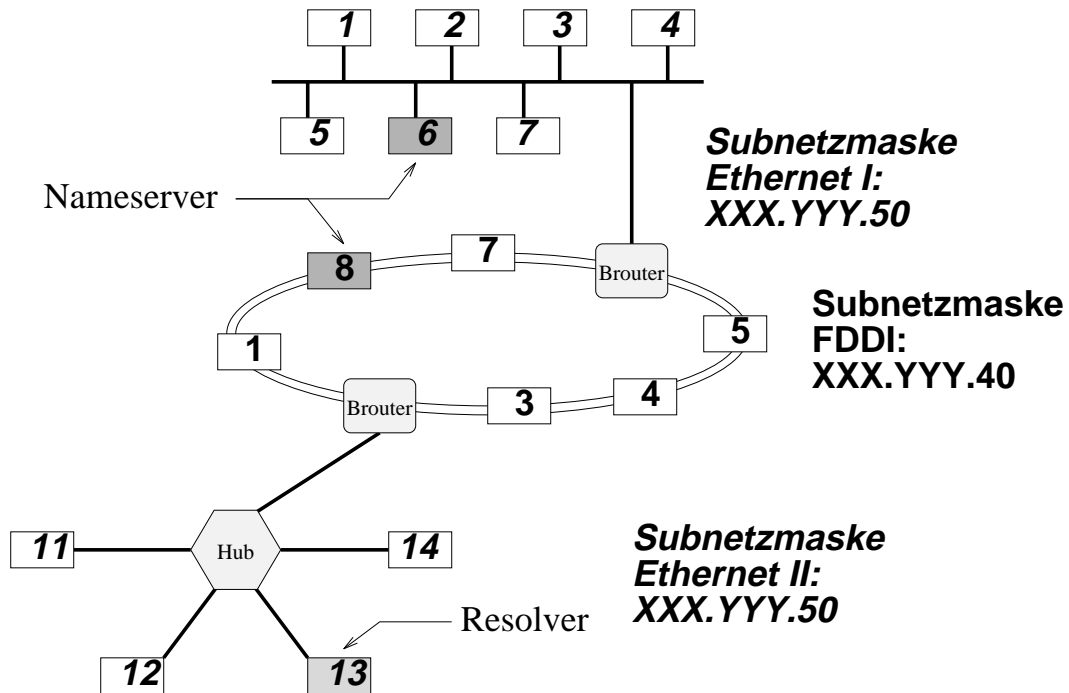 1 2 3 4
5 6 7
Subnetzmaske
Ethernet I:
XXX.YYY.50
Nameserver
8 7 Brouter
5
1
Subnetzmaske
FDDI:
XXX.YYY.40
Brouter 3 4
11 Hub 14
Subnetzmaske
Ethernet II:
XXX.YYY.50
Resolver
12 13